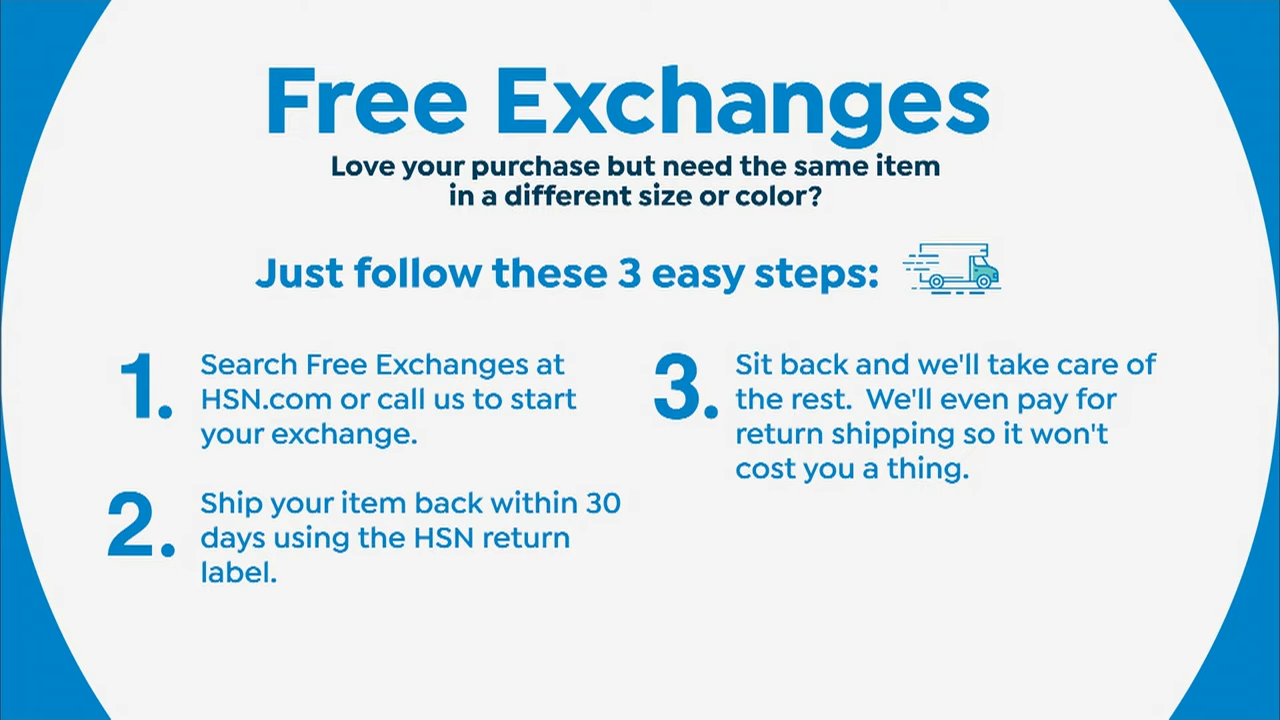 Free Exchanges
Love your purchase but need the same item
in a different size or color?
Just follow these 3 easy steps:
1. Search Free Exchanges at
HSN.com or call us to start
your exchange.
2. Ship your item back within 30
days using the HSN return
label.
3. Sit back and we'll take care of
the rest.  We'll even pay for
return shipping so it won't
cost you a thing.